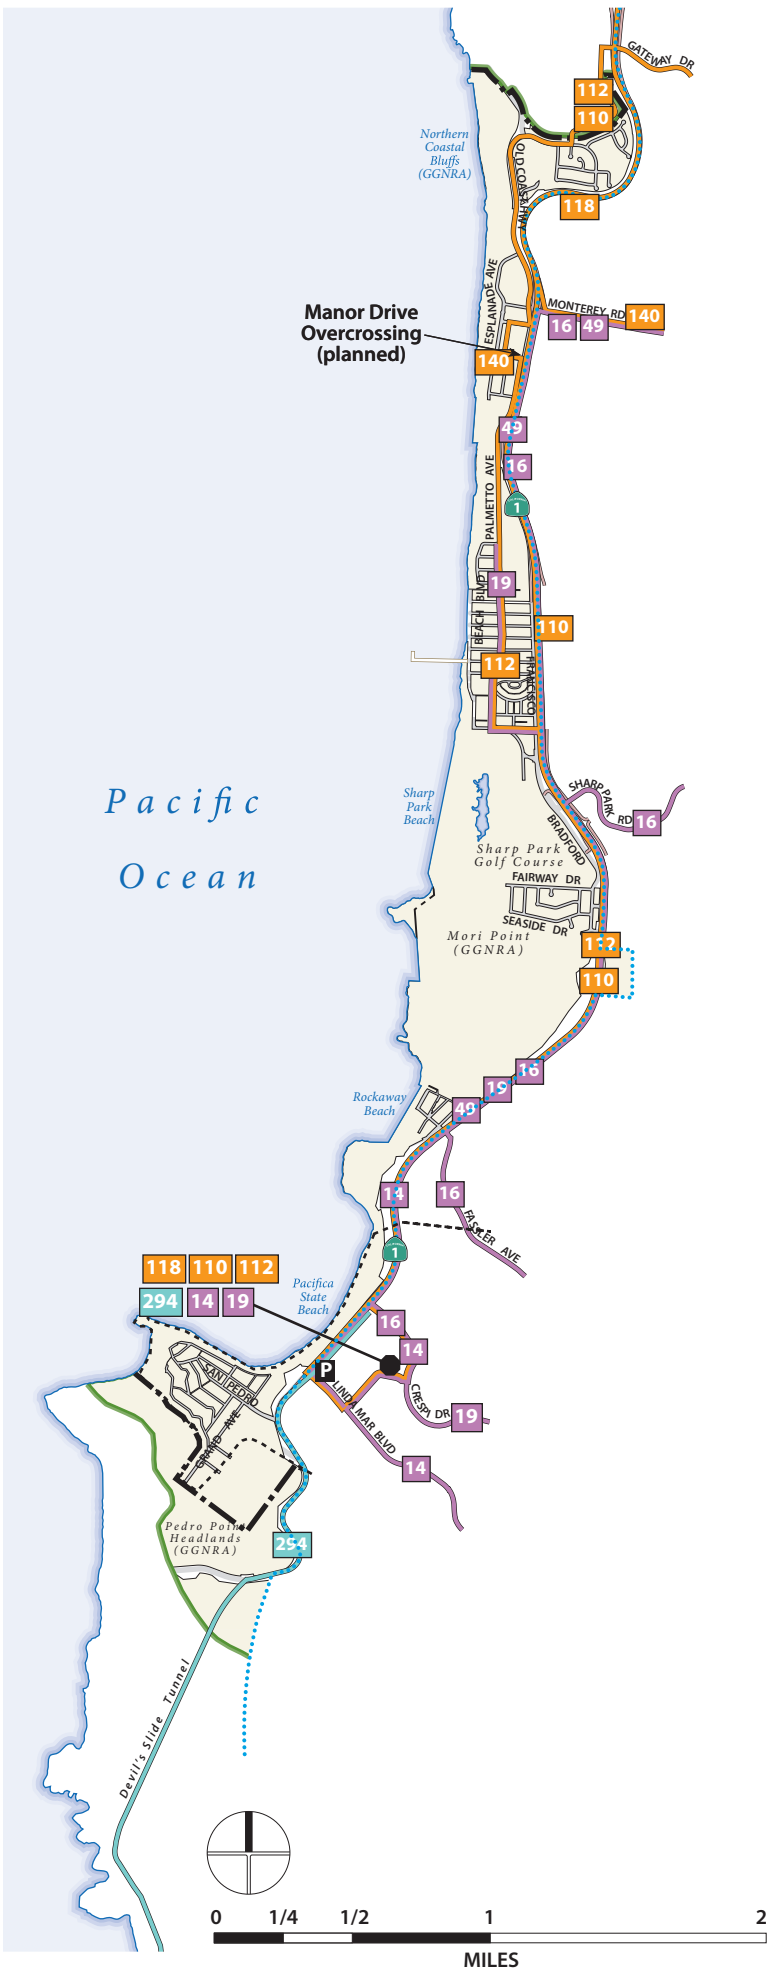 GATEWAY DR
112
110
Northern
Coastal
Bluffs
(GGNRA)
OLD COAST HWY
118
ESPLANADE AVE
MONTEREY RD
140
16
49
Manor Drive
Overcrossing
(planned)
140
49
16
PALMETTO AVE
CALIFORNIA
1
19
BEACH BLVD
110
112
FRANCISCO
Pacific
Ocean
Sharp
Park
Beach
SHARP PARK RD
16
BRADFORD
Sharp Park
Golf Course
FAIRWAY DR
SEASIDE DR
Mori Point
(GGNRA)
112
110
16
19
49
Rockaway
Beach
14
16
FASSLER AVE
CALIFORNIA
1
118
110
112
294
14
19
Pacifica
State
Beach
16
14
P
SAN PEDRO
LINDA MAR BLVD
CRESPI DR
19
GRAND AVE
14
Pedro Point
Headlands
(GGNRA)
294
Devil's Slide Tunnel
0 1/4 1/2 1 2
MILES